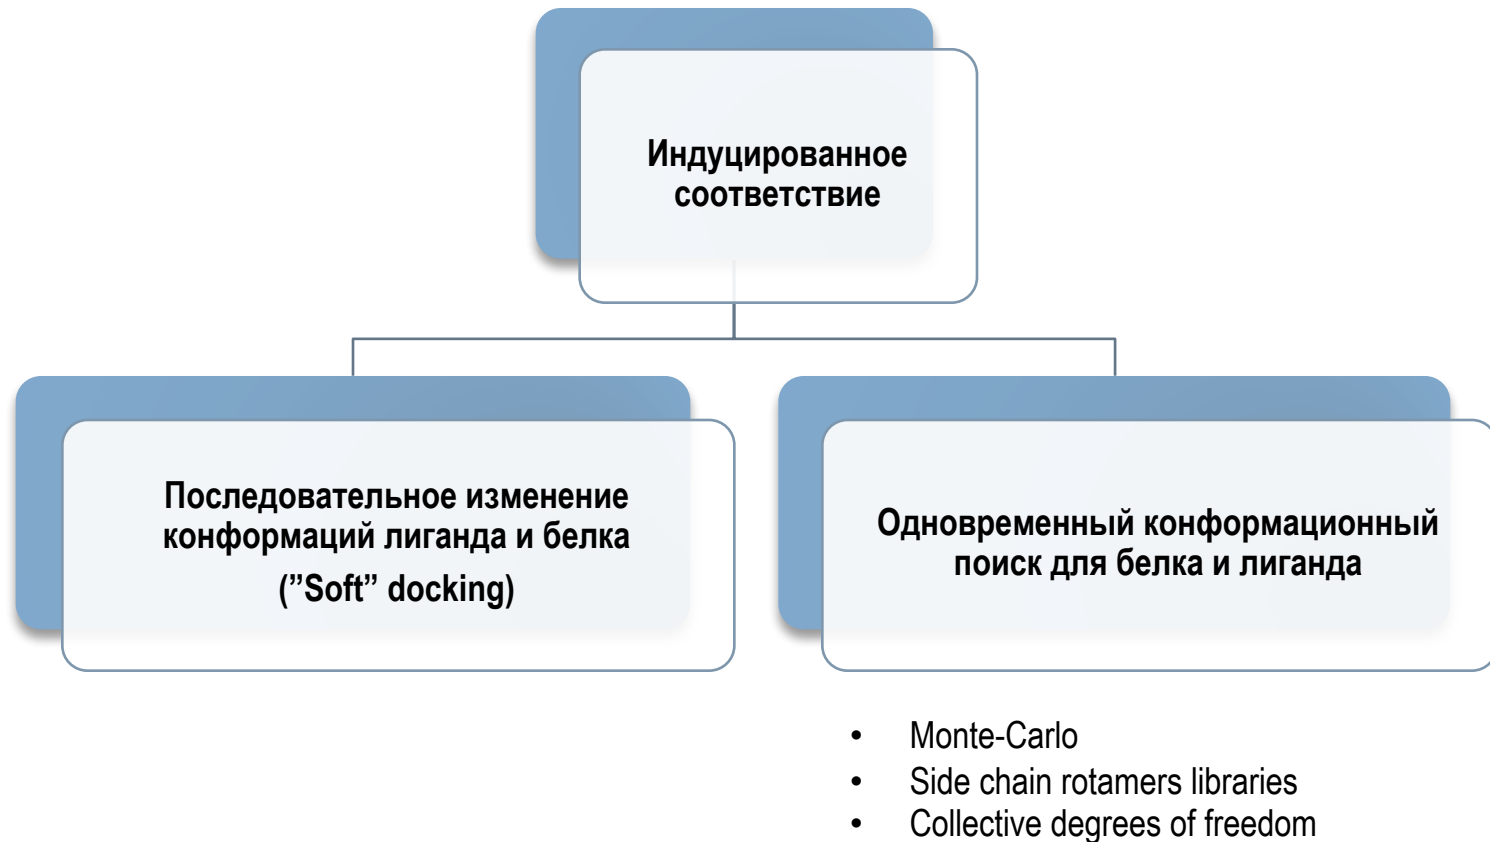 Индуцированное
соответствие
Последовательное изменение
конформаций лиганда и белка
(”Soft” docking)
Одновременный конформационный
поиск для белка и лиганда
• Monte-Carlo
• Side chain rotamers libraries
• Collective degrees of freedom